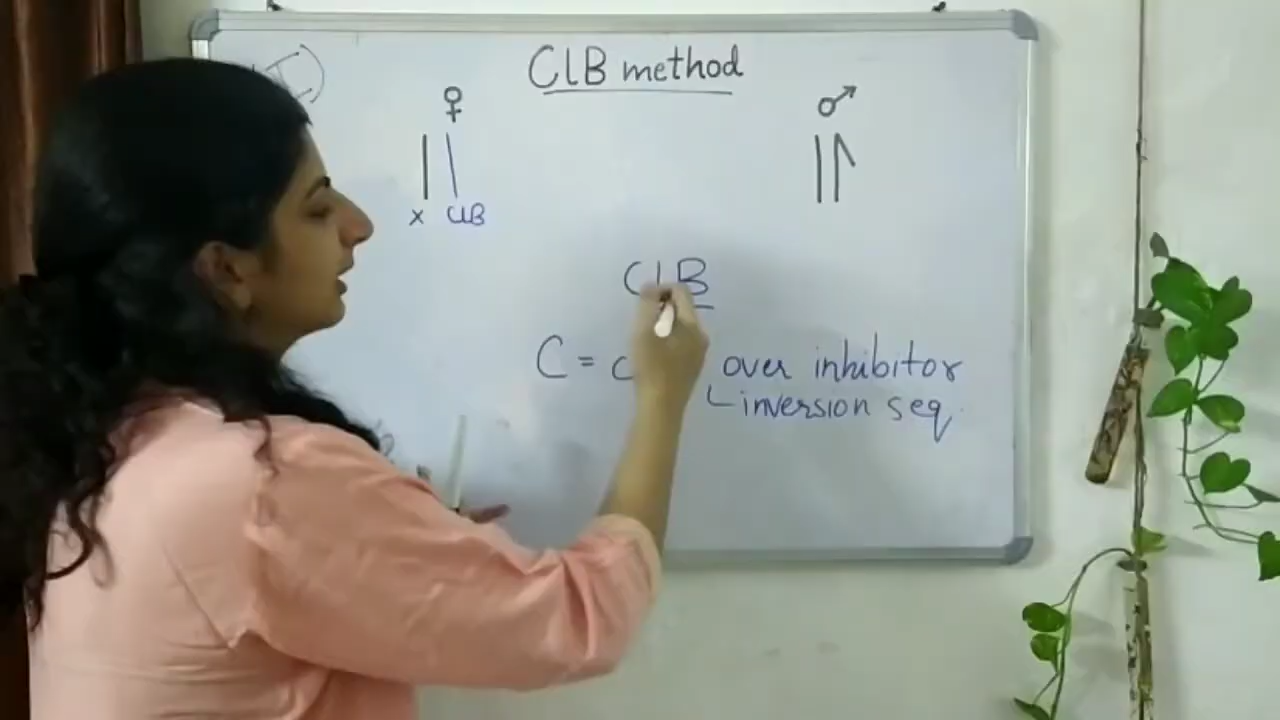 ClB method
♀ ♂
X ClB
ClB
C = over inhibitor
inversion seq.